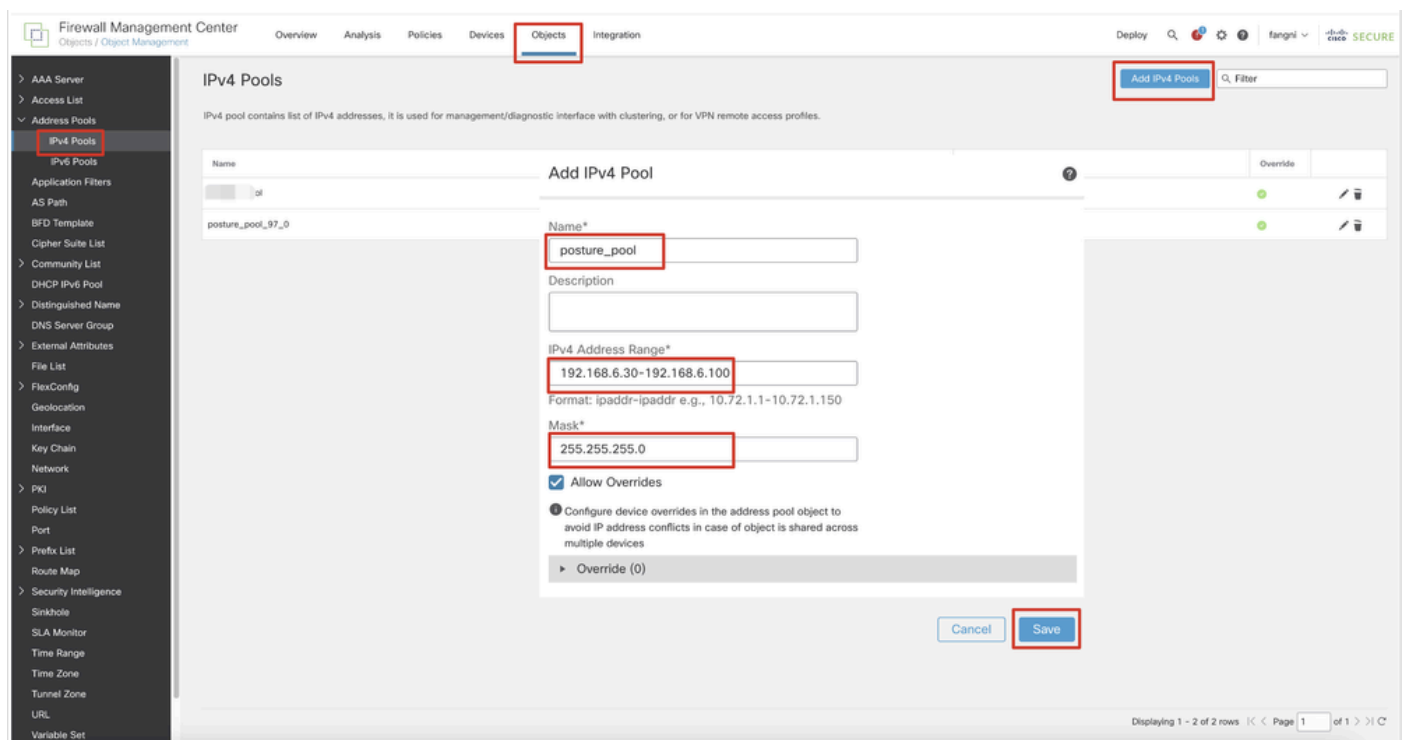 Firewall Management Center
Objects / Object Management
Overview Analysis Policies Devices Objects Integration
Deploy fangni cisco SECURE
AAA Server
Access List
Address Pools
IPv4 Pools
IPv6 Pools
Application Filters
AS Path
BFD Template
Cipher Suite List
Community List
DHCP IPv6 Pool
Distinguished Name
DNS Server Group
External Attributes
File List
FlexConfig
Geolocation
Interface
Key Chain
Network
PKI
Policy List
Port
Prefix List
Route Map
Security Intelligence
Sinkhole
SLA Monitor
Time Range
Time Zone
Tunnel Zone
URL
Variable Set
IPv4 Pools
Add IPv4 Pools Filter
IPv4 pool contains list of IPv4 addresses, it is used for management/diagnostic interface with clustering, or for VPN remote access profiles.
Name Override
posture_pool_97_0
Add IPv4 Pool
Name*
posture_pool
Description
IPv4 Address Range*
192.168.6.30-192.168.6.100
Format: ipaddr-ipaddr e.g., 10.72.1.1-10.72.1.150
Mask*
255.255.255.0
Allow Overrides
Configure device overrides in the address pool object to
avoid IP address conflicts in case of object is shared across
multiple devices
Override (0)
Cancel Save
Displaying 1 - 2 of 2 rows Page 1 of 1